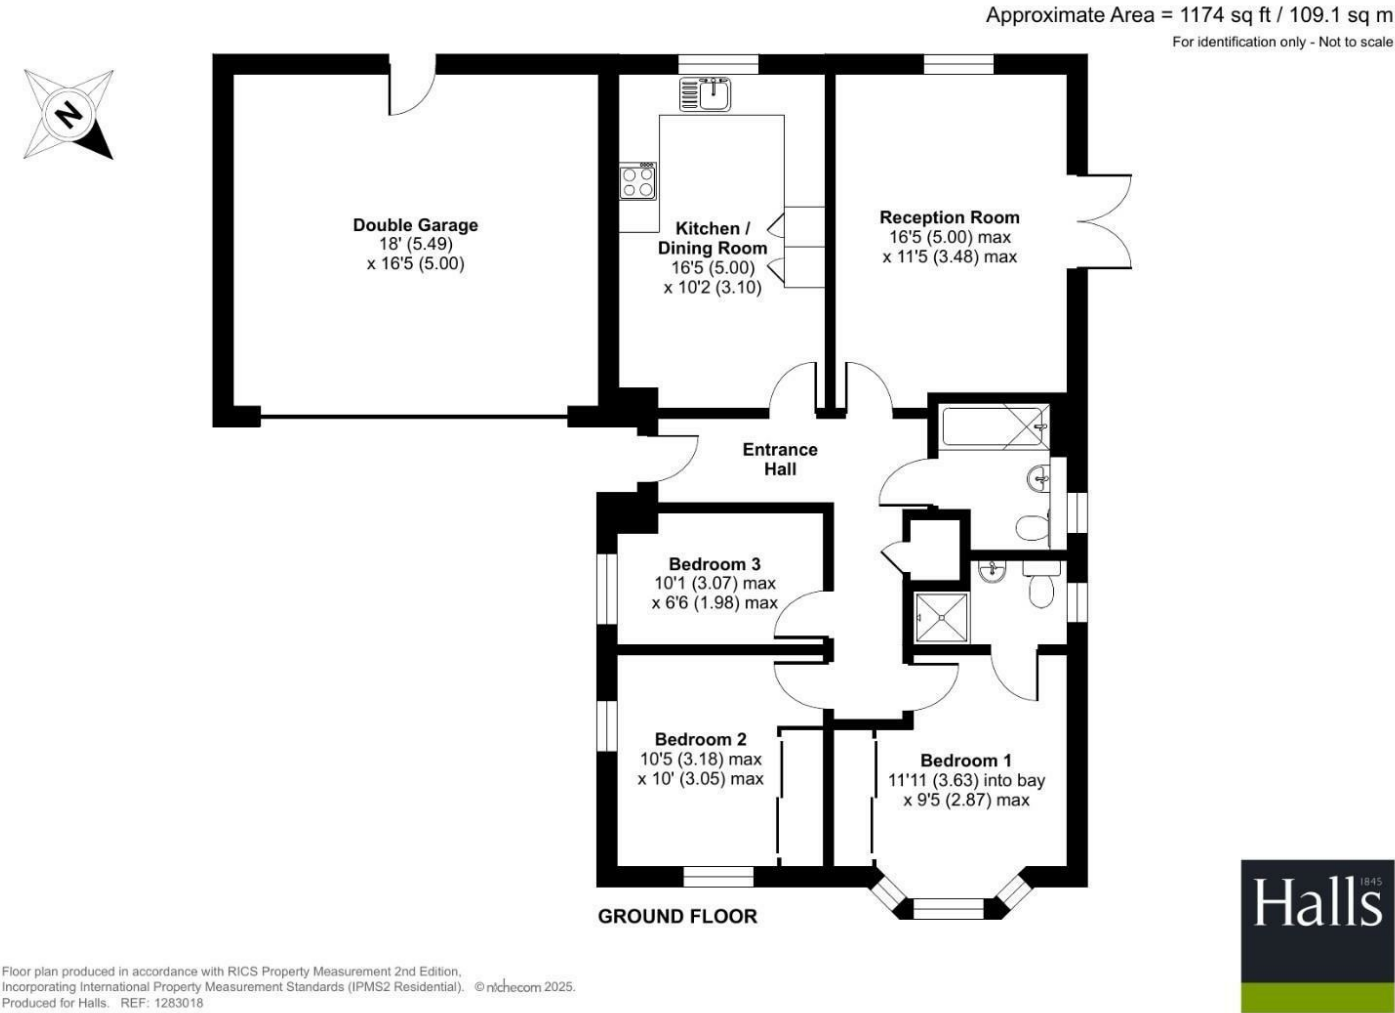 Approximate Area = 1174 sq ft / 109.1 sq m
For identification only - Not to scale
N
Double Garage
18' (5.49)
x 16'5 (5.00)
Kitchen /
Dining Room
16'5 (5.00)
x 10'2 (3.10)
Reception Room
16'5 (5.00) max
x 11'5 (3.48) max
Entrance
Hall
Bedroom 3
10'1 (3.07) max
x 6'6 (1.98) max
Bedroom 2
10'5 (3.18) max
x 10' (3.05) max
Bedroom 1
11'11 (3.63) into bay
x 9'5 (2.87) max
GROUND FLOOR
1845
Halls
Floor plan produced in accordance with RICS Property Measurement 2nd Edition,
Incorporating International Property Measurement Standards (IPMS2 Residential). © nichecom 2025.
Produced for Halls. REF: 1283018